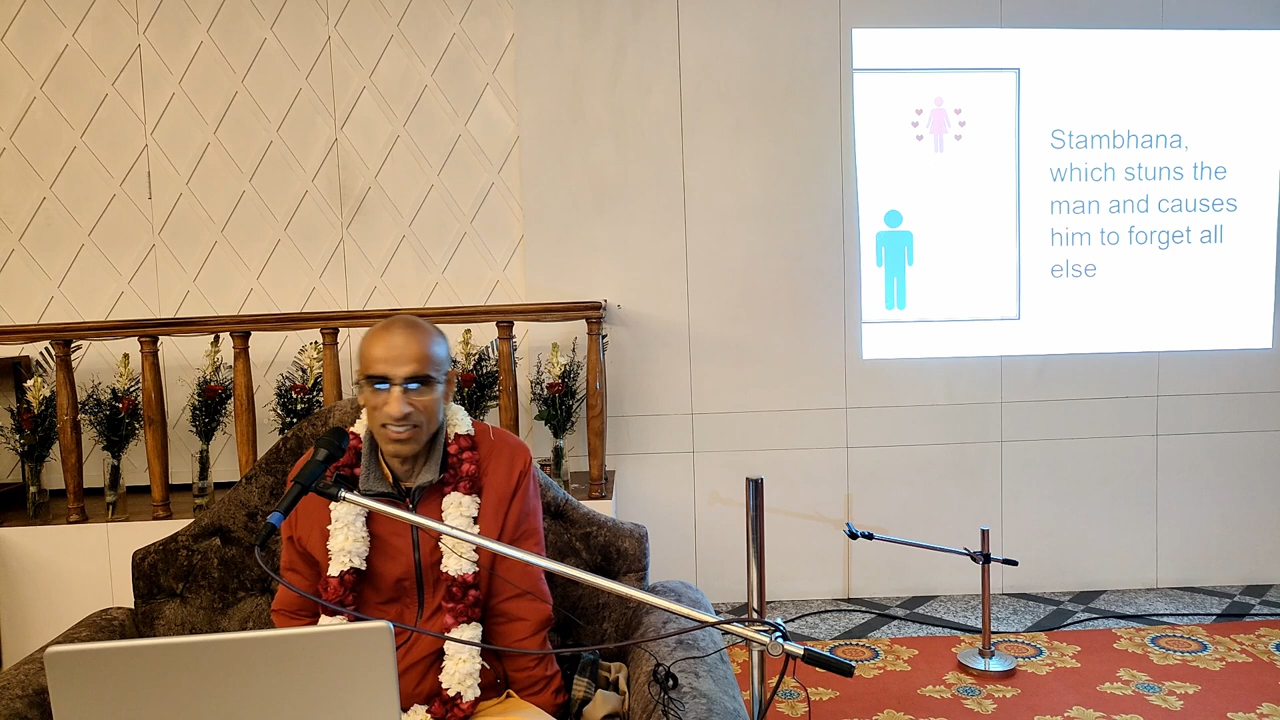 Stambhana,
which stuns the
man and causes
him to forget all
else